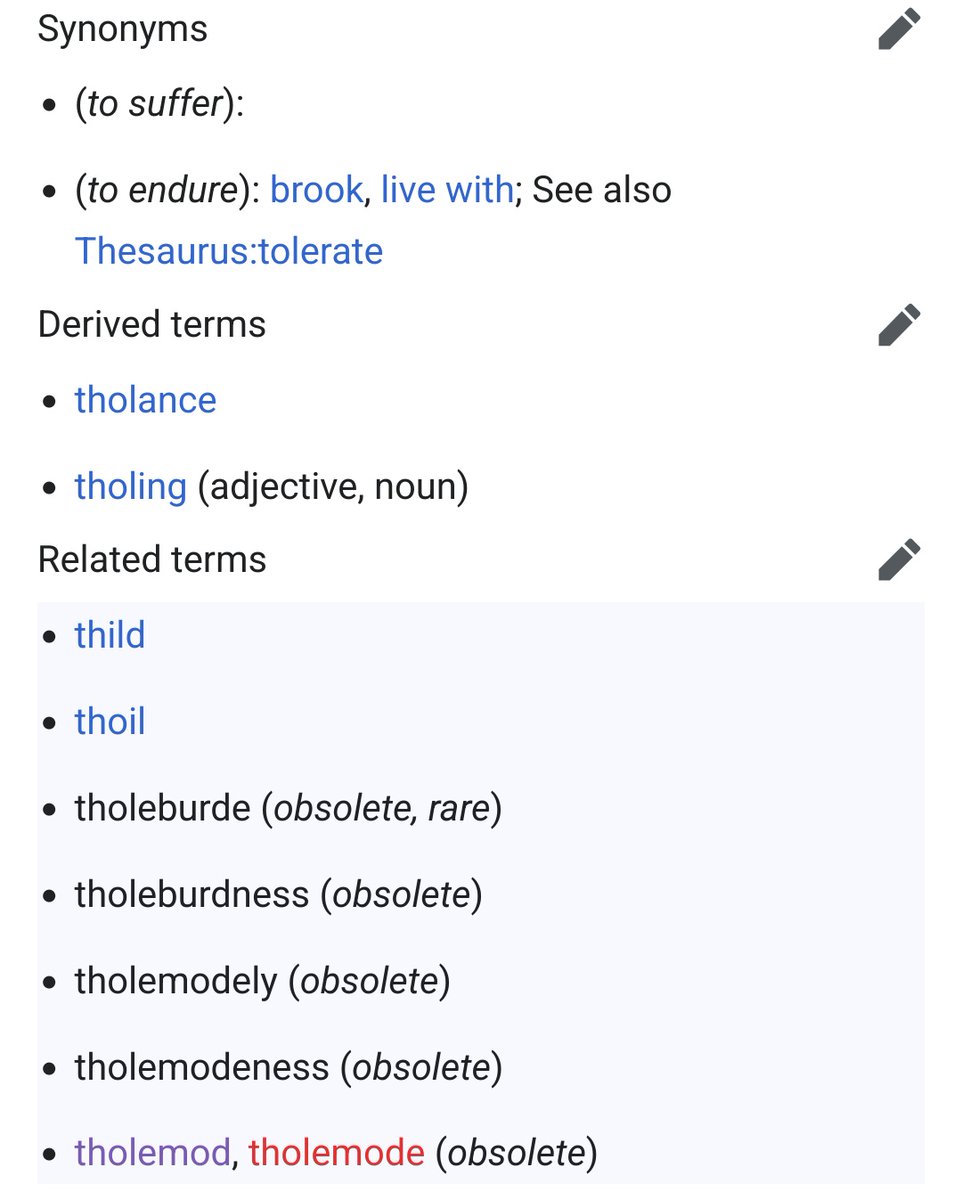 Synonyms
• (to suffer):
• (to endure): brook, live with; See also
Thesaurus:tolerate
Derived terms
• tholance
• tholing (adjective, noun)
Related terms
• thild
• thoil
• tholeburde (obsolete, rare)
• tholeburdness (obsolete)
• tholemodely (obsolete)
• tholemodeness (obsolete)
• tholemod, tholemode (obsolete)